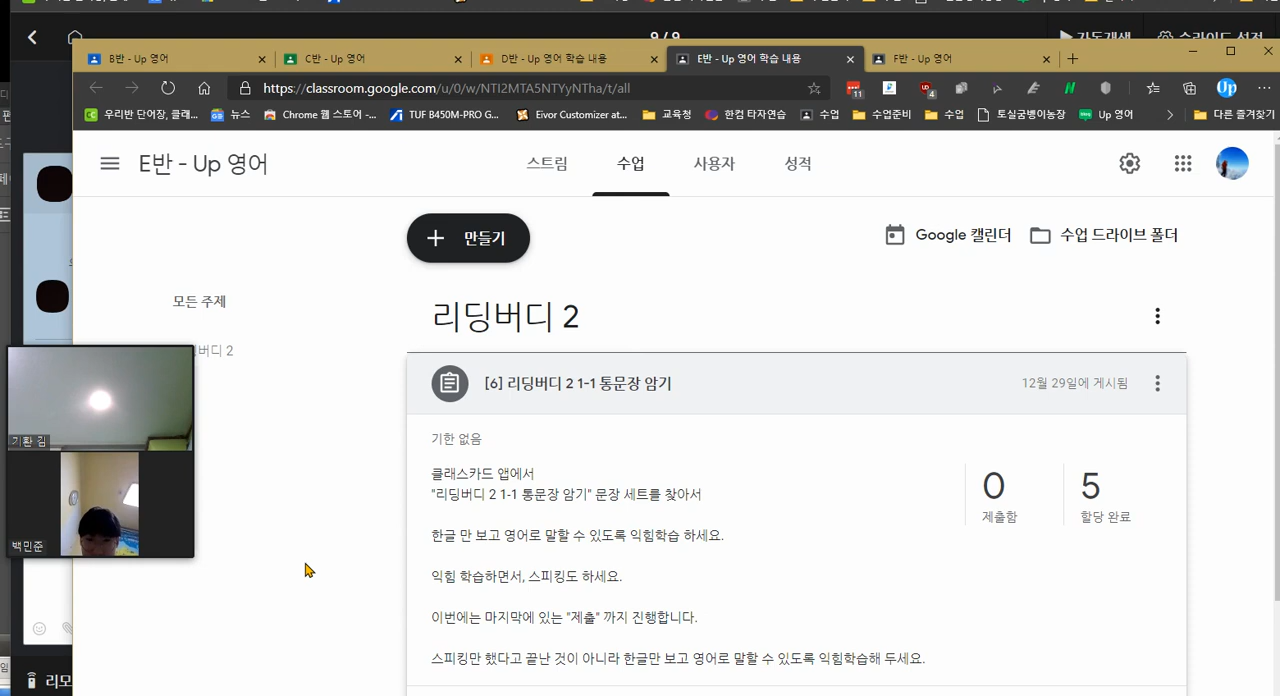 9 / 9
B반 - Up 영어
C반 - Up 영어
D반 - Up 영어 학습 내용
E반 - Up 영어 학습 내용
F반 - Up 영어
https://classroom.google.com/u/0/w/NTI2MTA5NTYyNTha/t/all
11
4
Up
우리반 단어장, 클래...
뉴스
Chrome 웹 스토어 -...
TUF B450M-PRO G...
Eivor Customizer at...
교육청
한컴 타자연습
수업
수업준비
수업
토실굼벵이농장
Up 영어
다른 즐겨찾기
E반 - Up 영어
스트림
수업
사용자
성적
만들기
Google 캘린더
수업 드라이브 폴더
모든 주제
리딩버디 2
버디 2
[6] 리딩버디 2 1-1 통문장 암기
12월 29일에 게시됨
기한 없음
클래스카드 앱에서
"리딩버디 2 1-1 통문장 암기" 문장 세트를 찾아서
한글 만 보고 영어로 말할 수 있도록 익힘학습 하세요.
익힘 학습하면서, 스피킹도 하세요.
이번에는 마지막에 있는 "제출" 까지 진행합니다.
스피킹만 했다고 끝난 것이 아니라 한글만 보고 영어로 말할 수 있도록 익힘학습해 두세요.
0
제출함
5
할당 완료
기환 김
백민준
리모